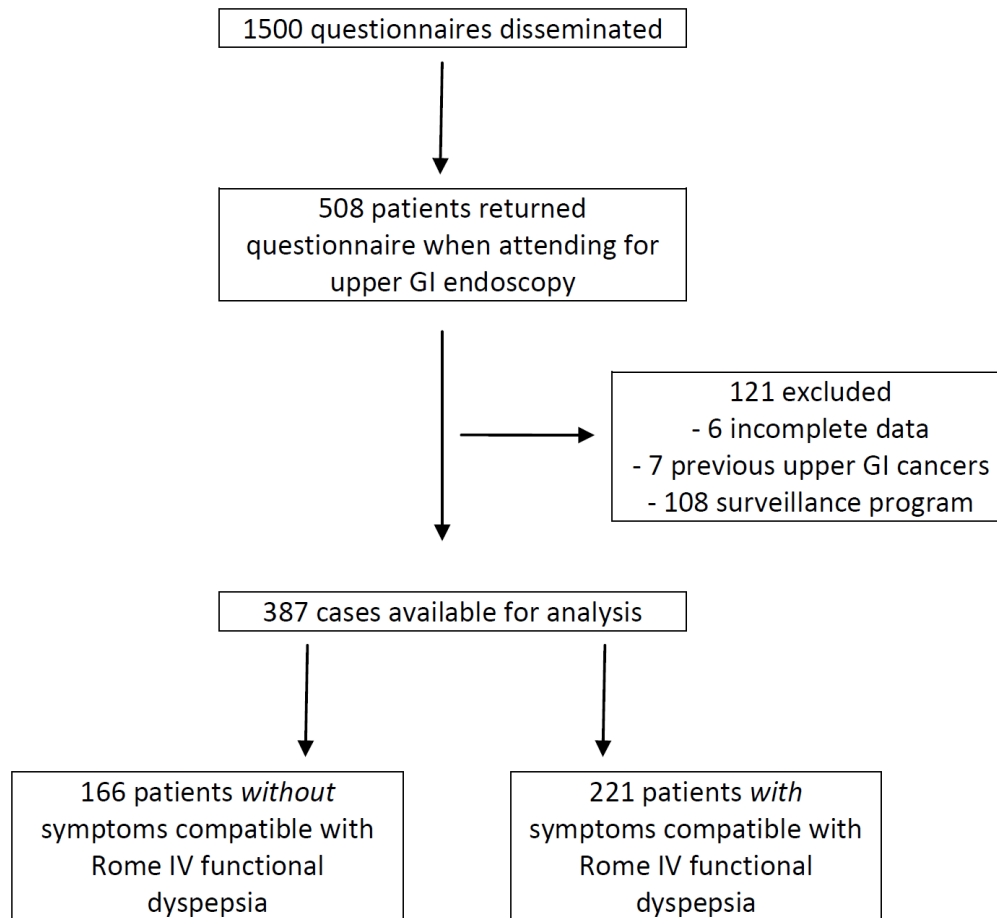 1500 questionnaires disseminated
508 patients returned
questionnaire when attending for
upper GI endoscopy
121 excluded
- 6 incomplete data
- 7 previous upper GI cancers
- 108 surveillance program
387 cases available for analysis
166 patients without
symptoms compatible with
Rome IV functional
dyspepsia
221 patients with
symptoms compatible with
Rome IV functional
dyspepsia